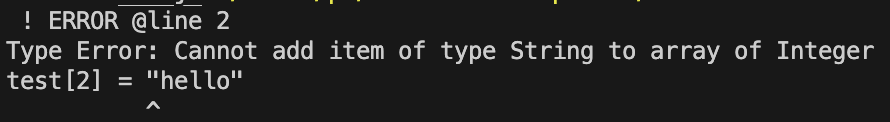 ! ERROR @line 2
Type Error: Cannot add item of type String to array of Integer
test[2] = "hello"
^